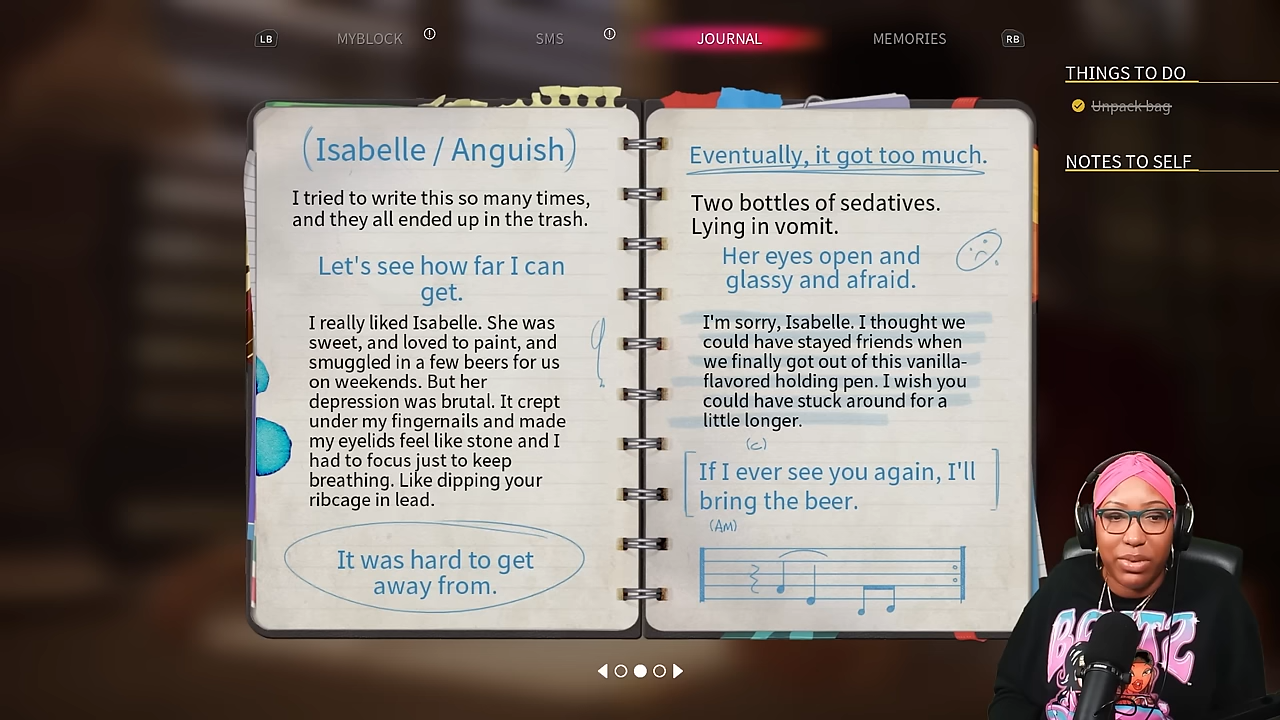 LB
MYBLOCK
SMS
JOURNAL
MEMORIES
RB
THINGS TO DO
Unpack bag
NOTES TO SELF
(Isabelle / Anguish)
I tried to write this so many times,
and they all ended up in the trash.
Let's see how far I can
get.
I really liked Isabelle. She was
sweet, and loved to paint, and
smuggled in a few beers for us
on weekends. But her
depression was brutal. It crept
under my fingernails and made
my eyelids feel like stone and I
had to focus just to keep
breathing. Like dipping your
ribcage in lead.
It was hard to get
away from.
Eventually, it got too much.
Two bottles of sedatives.
Lying in vomit.
Her eyes open and
glassy and afraid.
I'm sorry, Isabelle. I thought we
could have stayed friends when
we finally got out of this vanilla-
flavored holding pen. I wish you
could have stuck around for a
little longer.
(c)
If I ever see you again, I'll
bring the beer.
(Am)